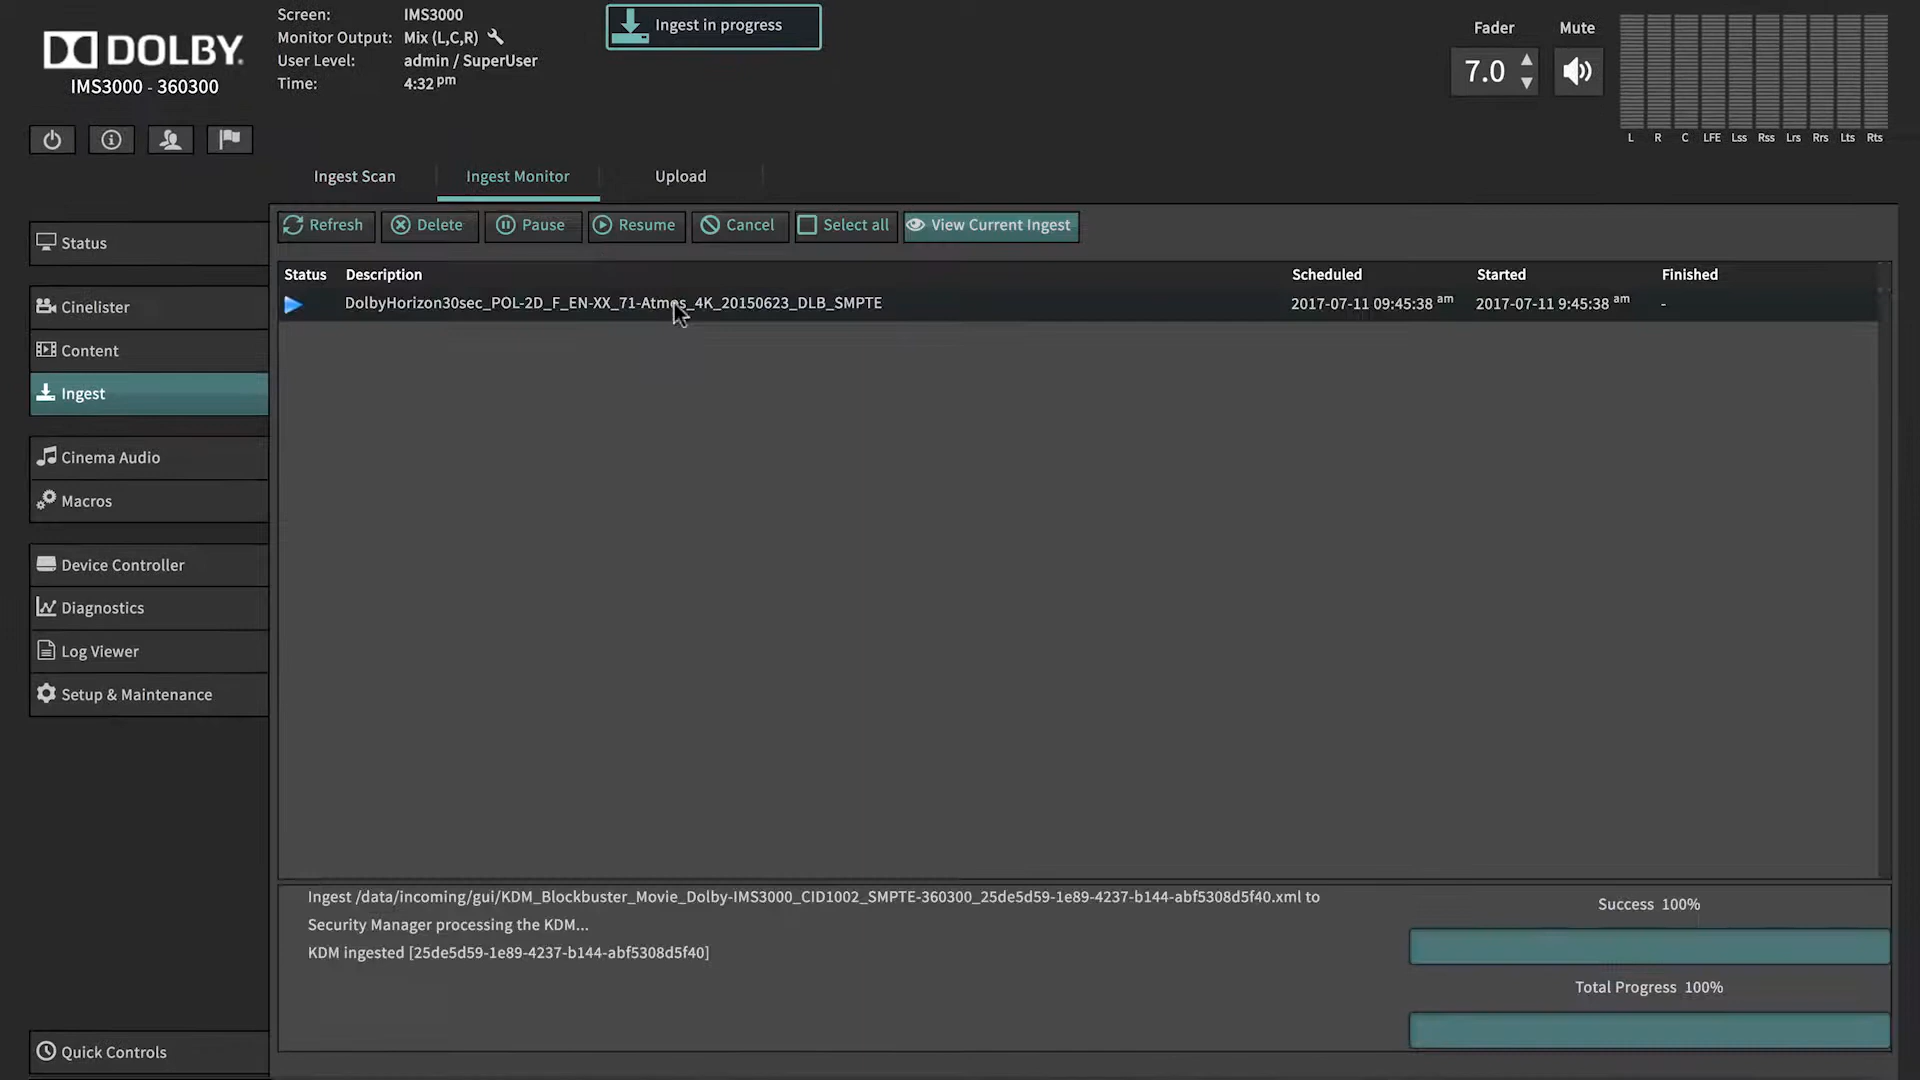 DOLBY
IMS3000 - 360300
Screen: IMS3000
Monitor Output: Mix (L,C,R)
User Level: admin / SuperUser
Time: 4:32 pm
Ingest in progress
Fader Mute
7.0
L R C LFE Lss Rss Lrs Rrs Lts Rts
Ingest Scan Ingest Monitor Upload
Refresh Delete Pause Resume Cancel Select all View Current Ingest
Status
Cinelister
Content
Ingest
Cinema Audio
Macros
Device Controller
Diagnostics
Log Viewer
Setup & Maintenance
Quick Controls
Status Description Scheduled Started Finished
DolbyHorizon30sec_POL-2D_F_EN-XX_71-Atmos_4K_20150623_DLB_SMPTE 2017-07-11 09:45:38 am 2017-07-11 9:45:38 am -
Ingest /data/incoming/gui/KDM_Blockbuster_Movie_Dolby-IMS3000_CID1002_SMPTE-360300_25de5d59-1e89-4237-b144-abf5308d5f40.xml to
Security Manager processing the KDM...
KDM ingested [25de5d59-1e89-4237-b144-abf5308d5f40]
Success 100%
Total Progress 100%